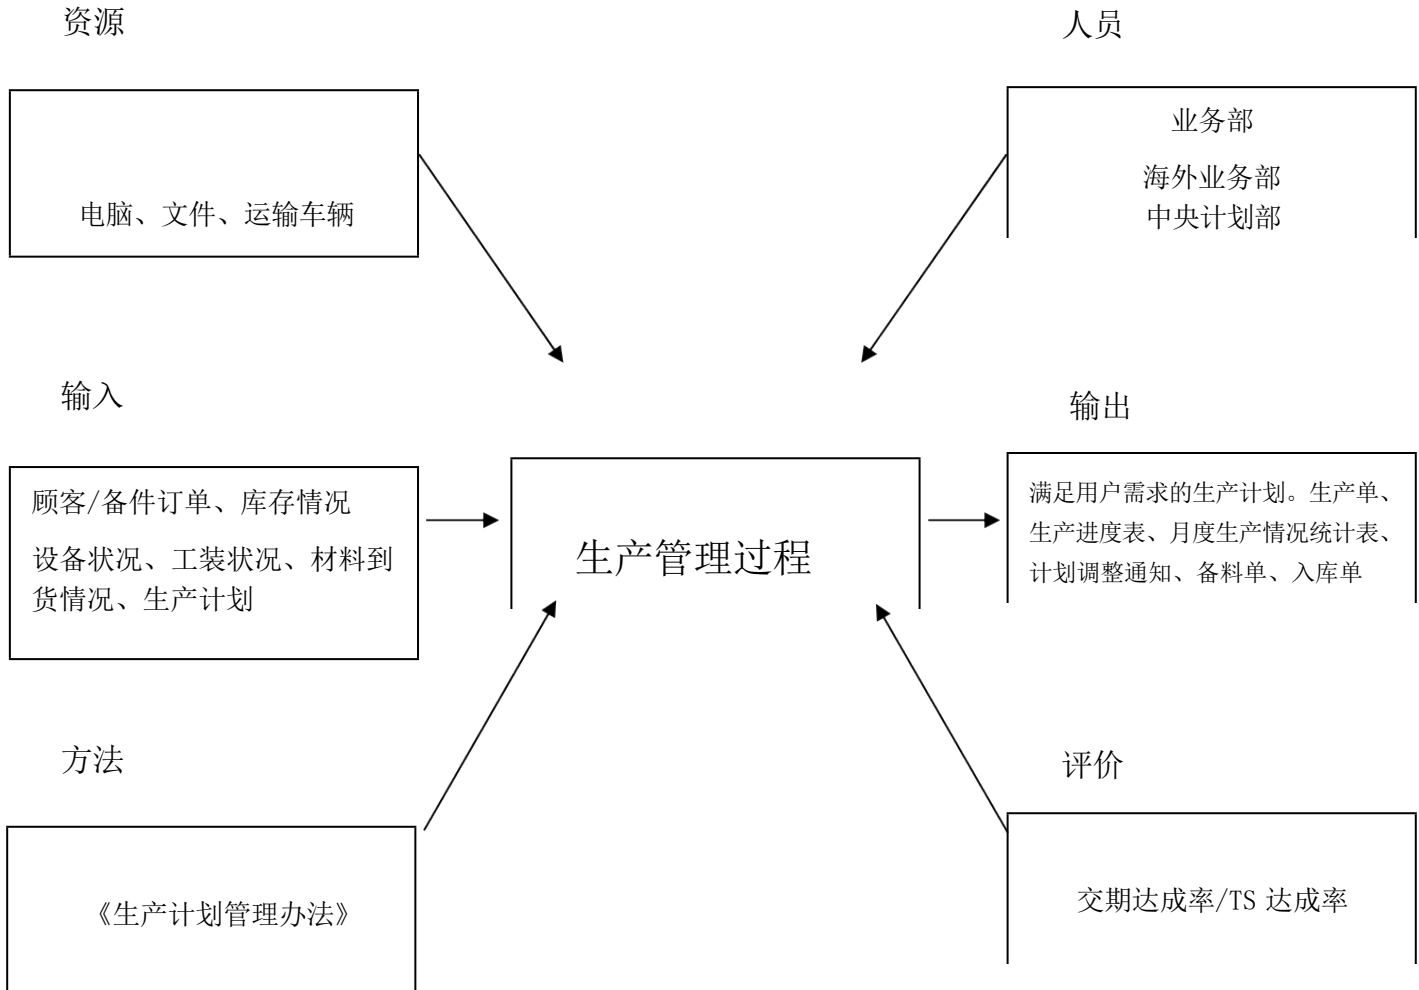 资源
人员
电脑、文件、运输车辆
业务部
海外业务部
中央计划部
输入
输出
顾客/备件订单、库存情况
设备状况、工装状况、材料到
货情况、生产计划
生产管理过程
满足用户需求的生产计划。生产单、
生产进度表、月度生产情况统计表、
计划调整通知、备料单、入库单
方法
评价
《生产计划管理办法》
交期达成率/TS 达成率